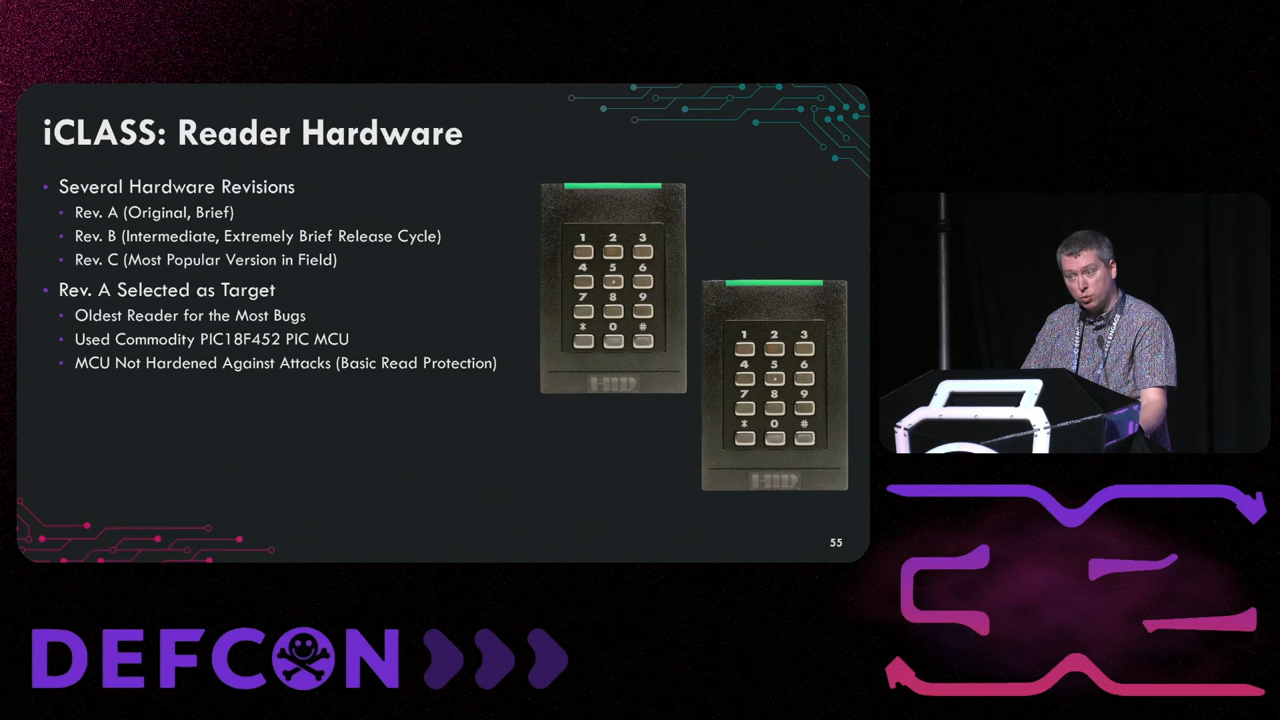 iCLASS: Reader Hardware
• Several Hardware Revisions
• Rev. A (Original, Brief)
• Rev. B (Intermediate, Extremely Brief Release Cycle)
• Rev. C (Most Popular Version in Field)
• Rev. A Selected as Target
• Oldest Reader for the Most Bugs
• Used Commodity PIC18F452 PIC MCU
• MCU Not Hardened Against Attacks (Basic Read Protection)
1 2 3
4 5 6
7 8 9
* 0 #
HID
1 2 3
4 5 6
7 8 9
* 0 #
HID
55
DEFCON